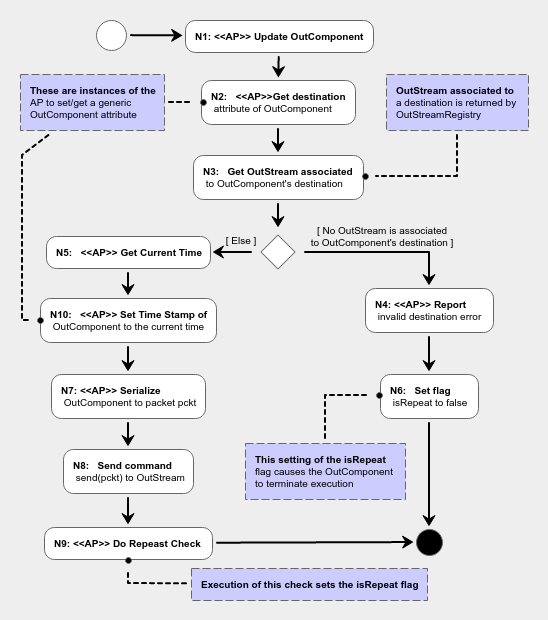 N1: <<AP>> Update OutComponent
These are instances of the
AP to set/get a generic
OutComponent attribute
N2: <<AP>>Get destination
attribute of OutComponent
OutStream associated to
a destination is returned by
OutStreamRegistry
N3: Get OutStream associated
to OutComponent's destination
[ Else ]
[ No OutStream is associated
to OutComponent's destination ]
N5: <<AP>> Get Current Time
N10: <<AP>> Set Time Stamp of
OutComponent to the current time
N4: <<AP>> Report
invalid destination error
N7: <<AP>> Serialize
OutComponent to packet pckt
N6: Set flag
isRepeat to false
N8: Send command
send(pckt) to OutStream
This setting of the isRepeat
flag causes the OutComponent
to terminate execution
N9: <<AP>> Do Repeast Check
Execution of this check sets the isRepeat flag